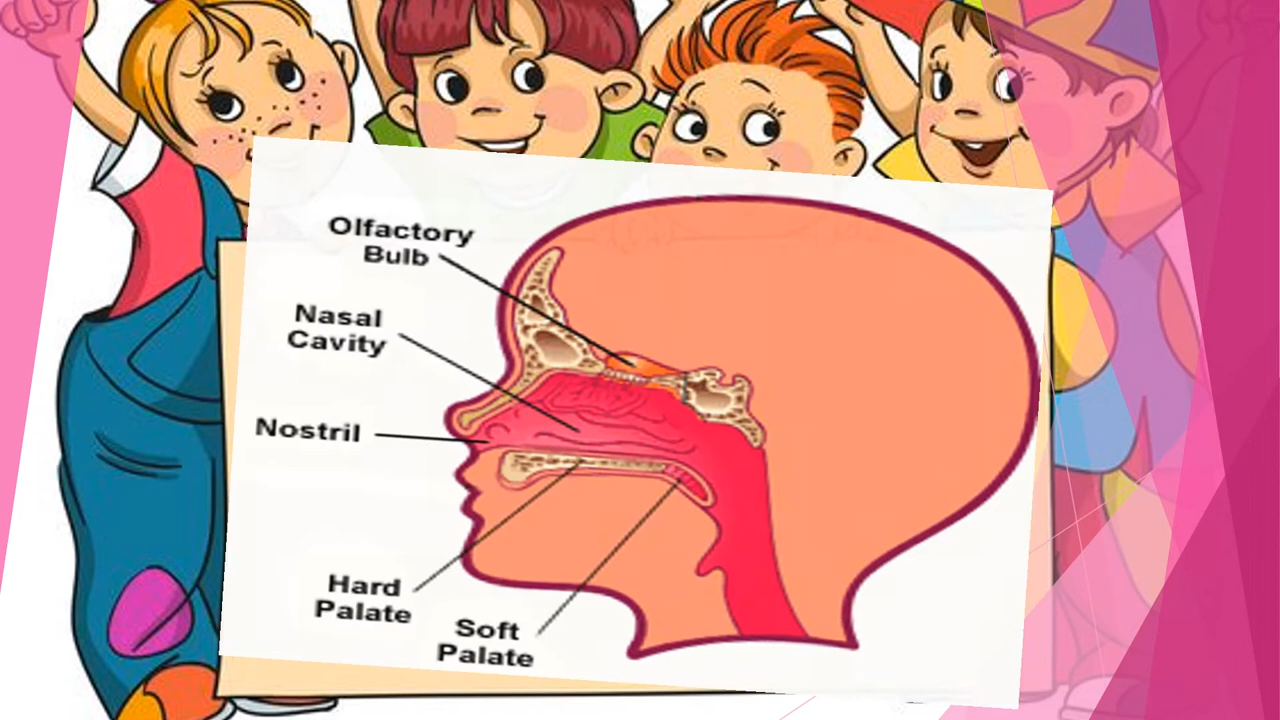 Olfactory
Bulb
Nasal
Cavity
Nostril
Hard
Palate
Soft
Palate